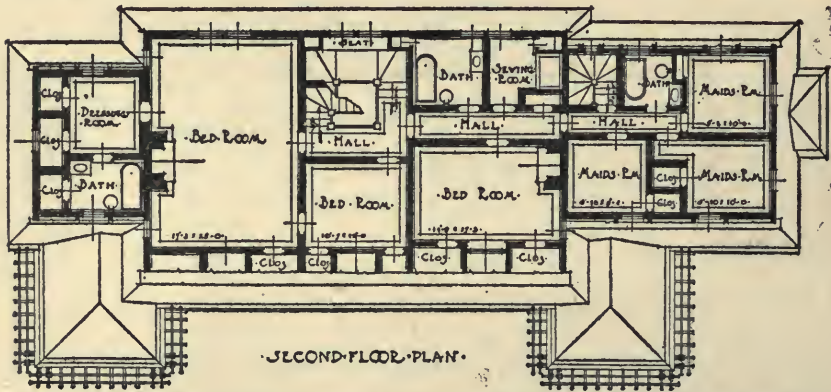 SEAT
CLOS
DRESSING ROOM
CLOS
CLOS
BATH
BED ROOM
CLOS
HALL
BED ROOM
CLOS
BATH
SEWING ROOM
HALL
BED ROOM
CLOS
CLOS
BATH
HALL
MAIDS RM
MAIDS RM
CLOS
CLOS
MAIDS RM
·SECOND·FLOOR·PLAN·